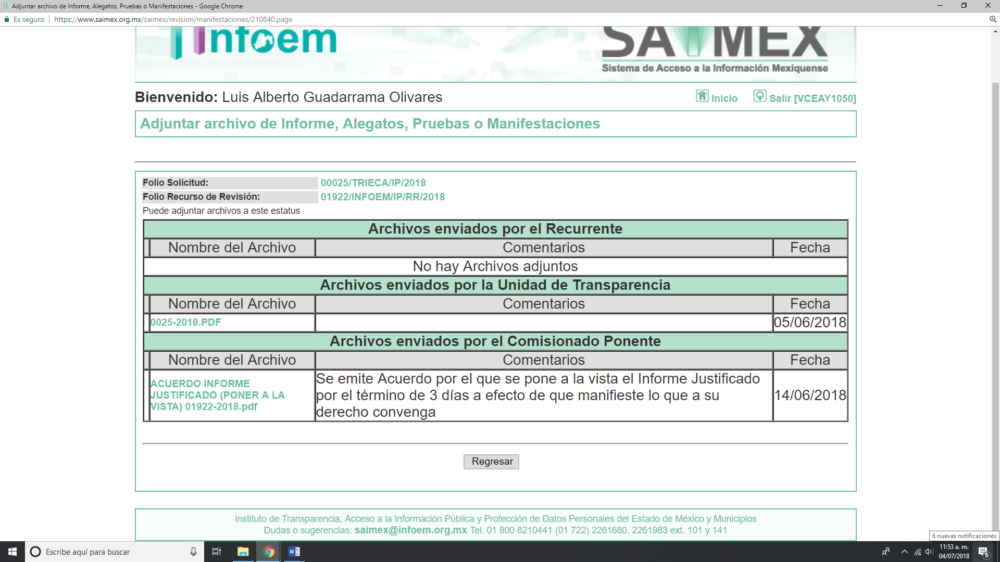 Adjuntar archivo de Informe, Alegatos, Pruebas o Manifestaciones - Google Chrome
Es seguro | https://www.saimex.org.mx/saimex/revision/manifestaciones/210840.page
infoem
SAIMEX
Sistema de Acceso a la Información Mexiquense
Bienvenido: Luis Alberto Guadarrama Olivares
Inicio Salir [VCEAY1050]
Adjuntar archivo de Informe, Alegatos, Pruebas o Manifestaciones
Folio Solicitud: 00025/TRIECA/IP/2018
Folio Recurso de Revisión: 01922/INFOEM/IP/RR/2018
Puede adjuntar archivos a este estatus
Archivos enviados por el Recurrente
Nombre del Archivo Comentarios Fecha
No hay Archivos adjuntos
Archivos enviados por la Unidad de Transparencia
Nombre del Archivo Comentarios Fecha
0025-2018.PDF 05/06/2018
Archivos enviados por el Comisionado Ponente
Nombre del Archivo Comentarios Fecha
ACUERDO INFORME
JUSTIFICADO (PONER A LA
VISTA) 01922-2018.pdf
Se emite Acuerdo por el que se pone a la vista el Informe Justificado
por el término de 3 días a efecto de que manifieste lo que a su
derecho convenga
14/06/2018
Regresar
Instituto de Transparencia, Acceso a la Información Pública y Protección de Datos Personales del Estado de México y Municipios
Dudas o sugerencias: saimex@infoem.org.mx Tel. 01 800 8210441 (01 722) 2261680, 2261983 ext. 101 y 141
6 nuevas notificaciones
Escribe aquí para buscar
11:53 a. m.
04/07/2018
6